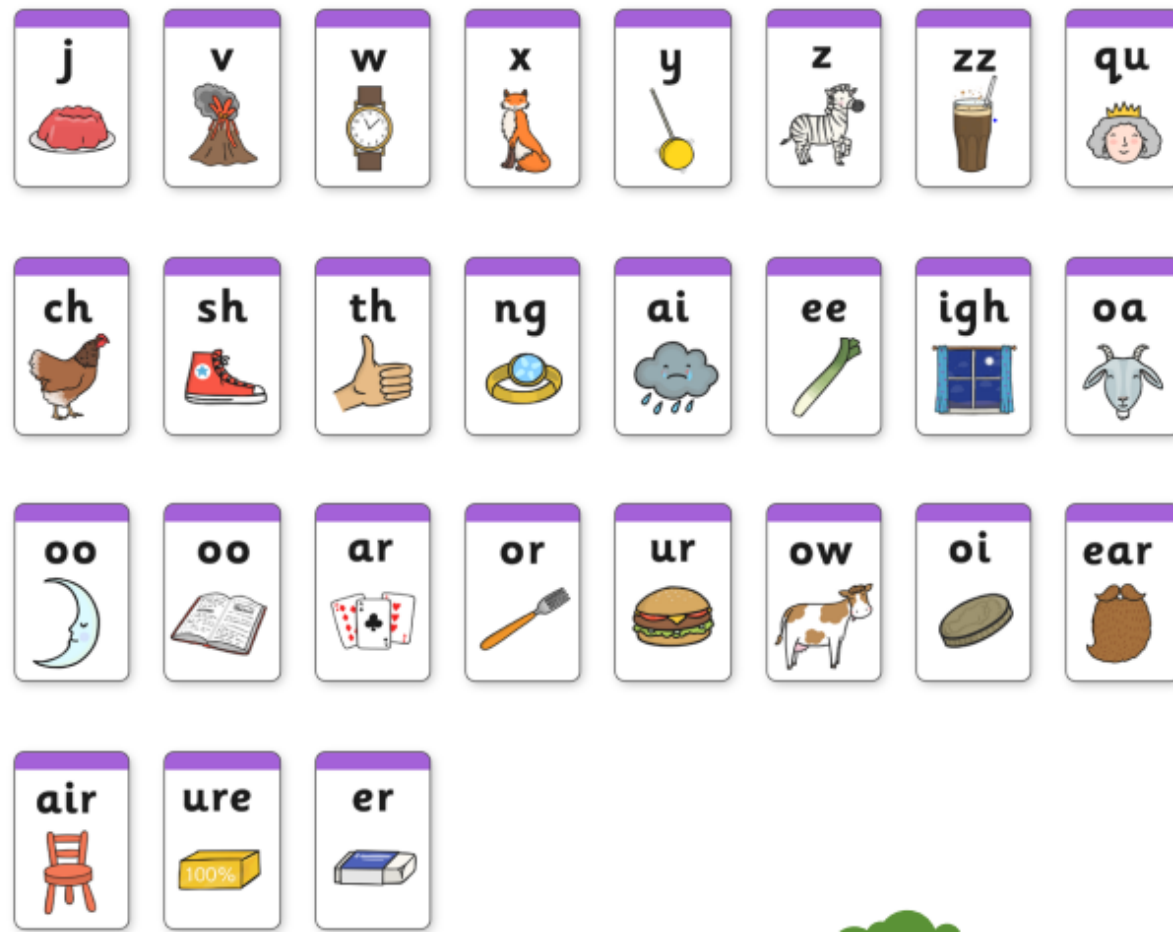 j v w x y z zz qu
ch sh th ng ai ee igh oa
oo oo ar or ur ow oi ear
air ure er
100%